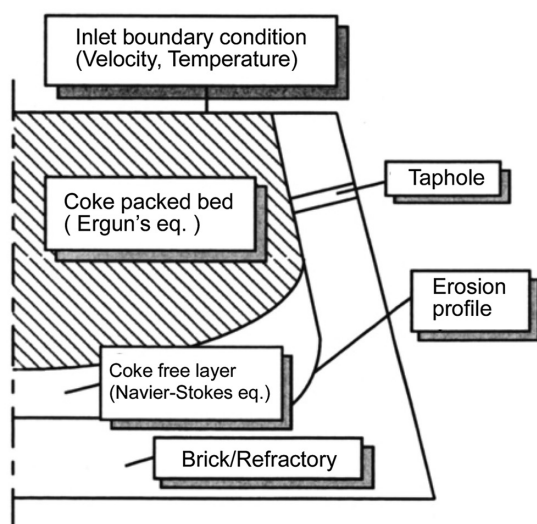 Inlet boundary condition
(Velocity, Temperature)
Coke packed bed
( Ergun's eq. )
Taphole
Erosion
profile
Coke free layer
(Navier-Stokes eq.)
Brick/Refractory